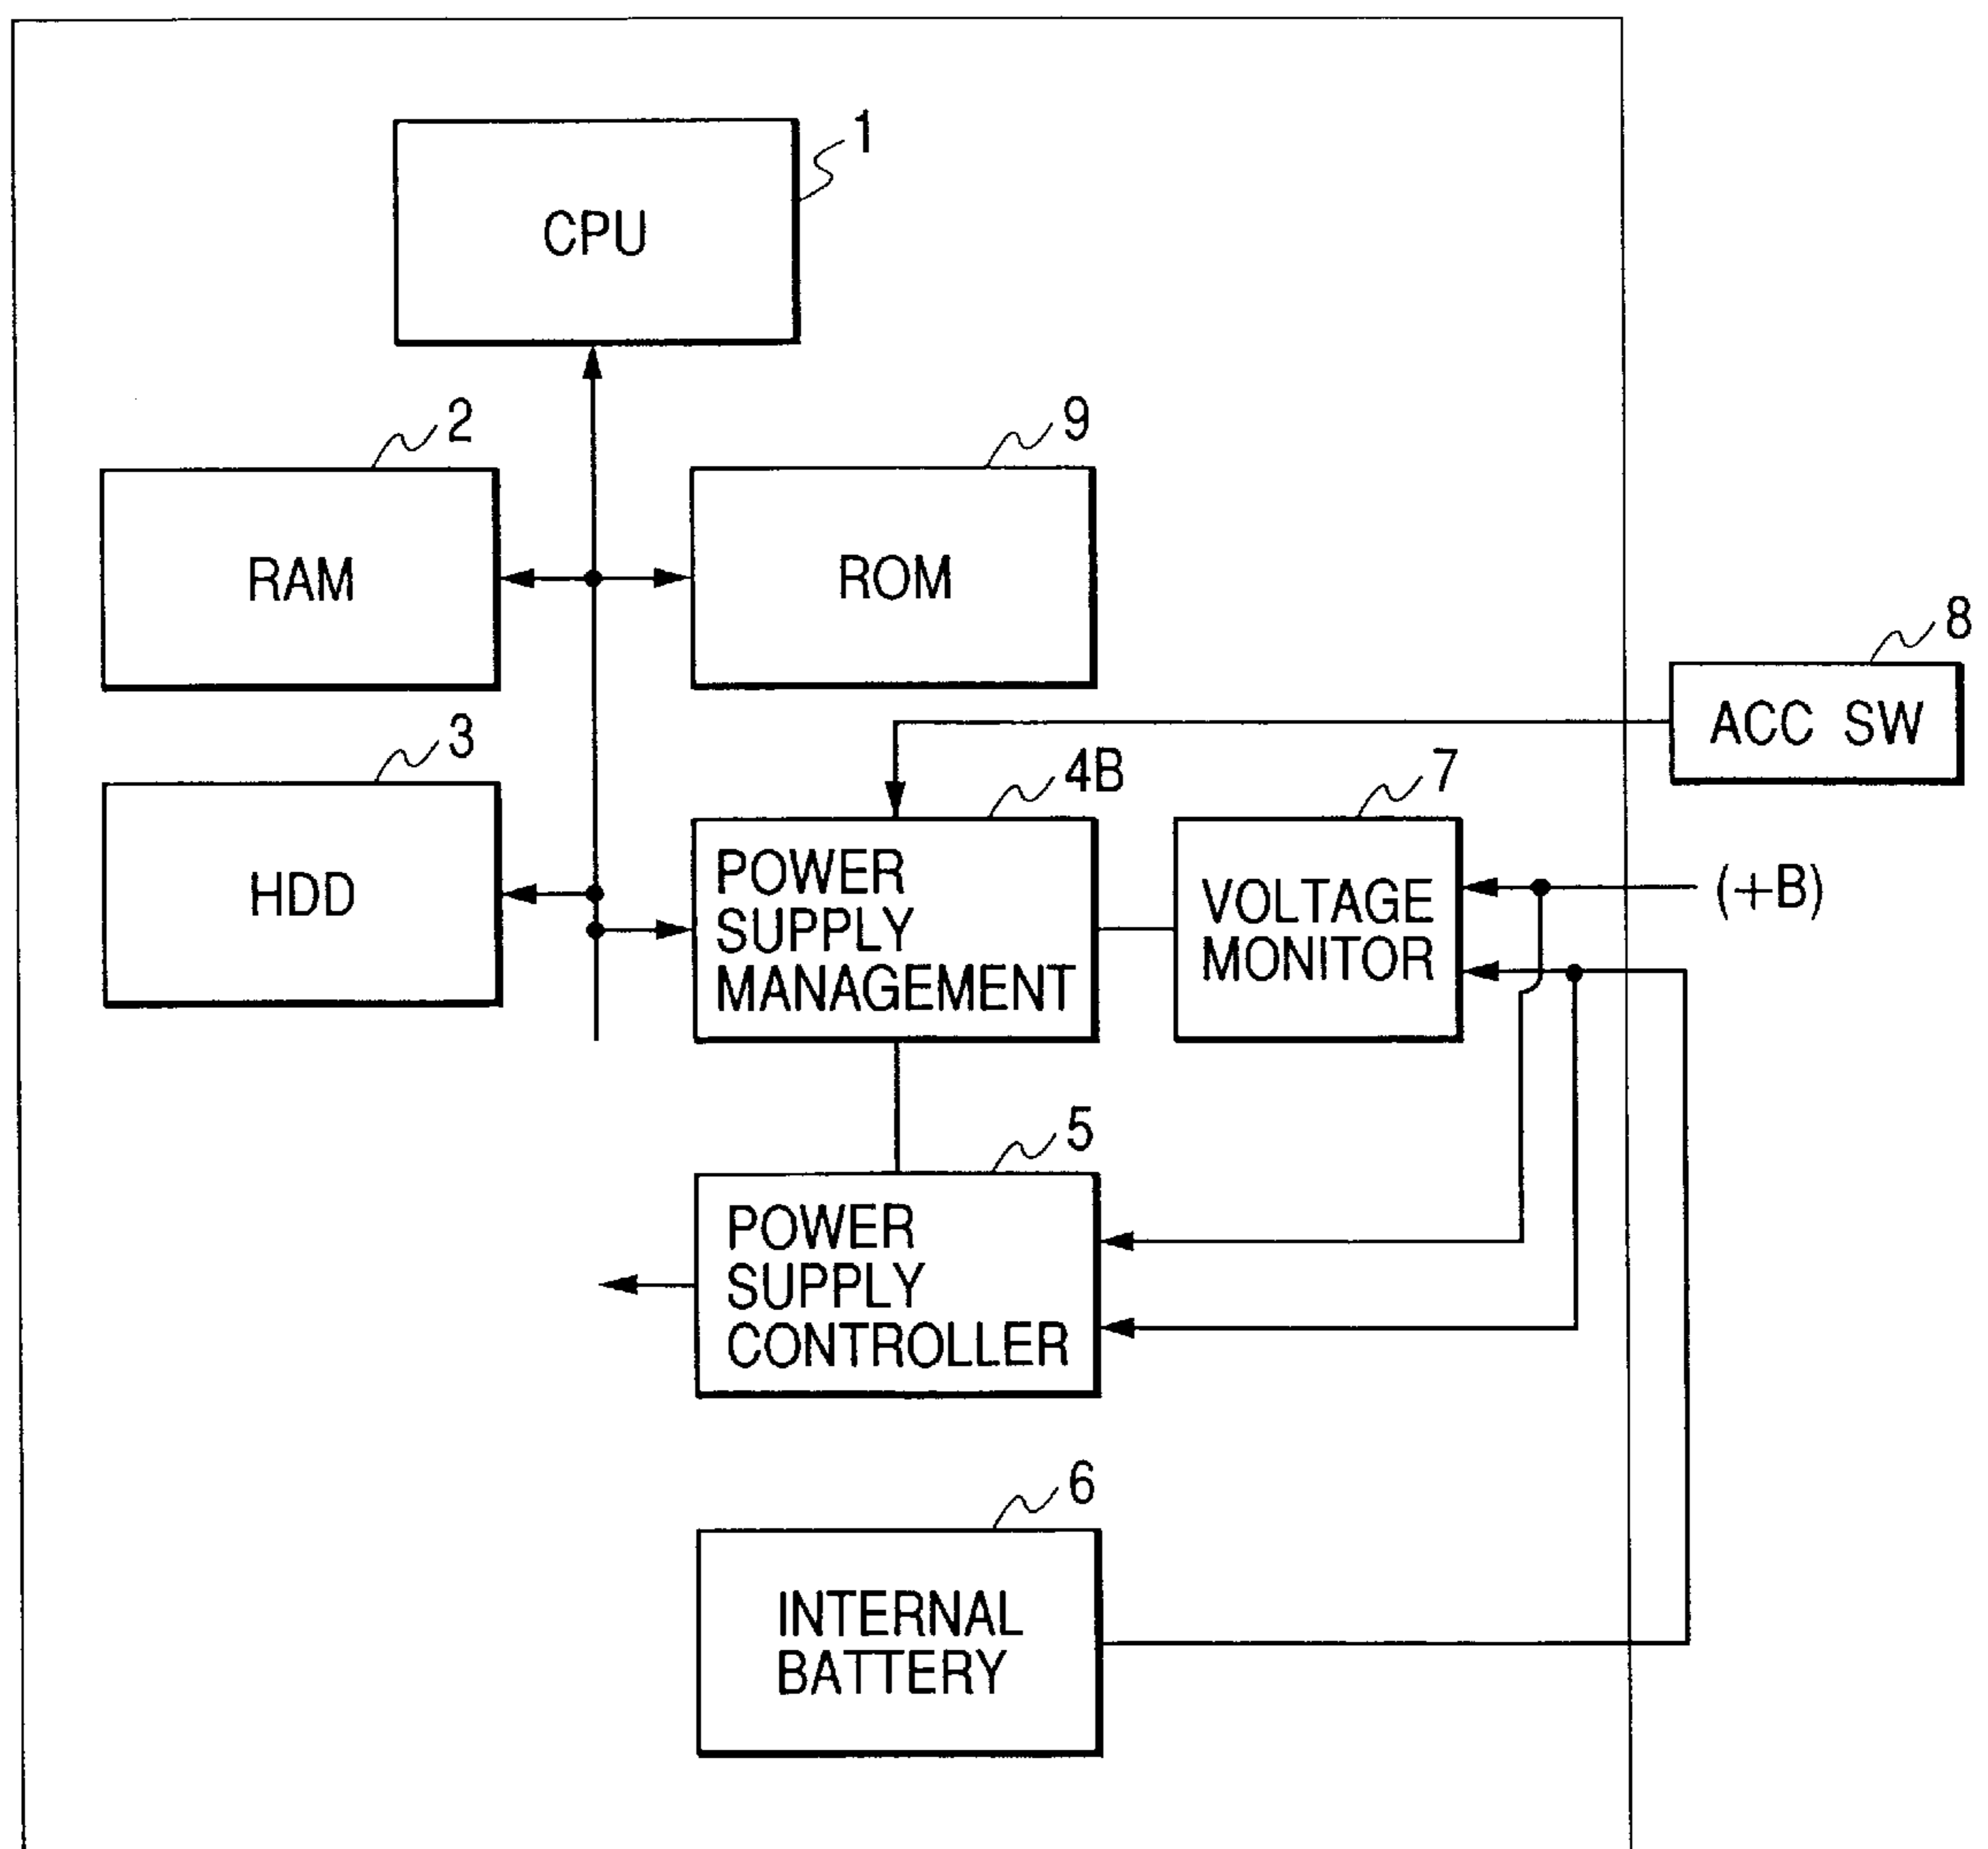 1
CPU
2
9
RAM
ROM
8
ACC SW
3
4B
7
HDD
POWER
SUPPLY
MANAGEMENT
VOLTAGE
MONITOR
(+B)
5
POWER
SUPPLY
CONTROLLER
6
INTERNAL
BATTERY